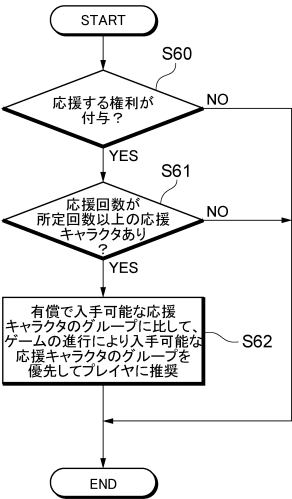 START
S60
応援する権利が
付与？
NO
YES
S61
応援回数が
所定回数以上の応援
キャラクタあり
？
NO
YES
有償で入手可能な応援
キャラクタのグループに比して、
ゲームの進行により入手可能な
応援キャラクタのグループを
優先してプレイヤに推奨
S62
END